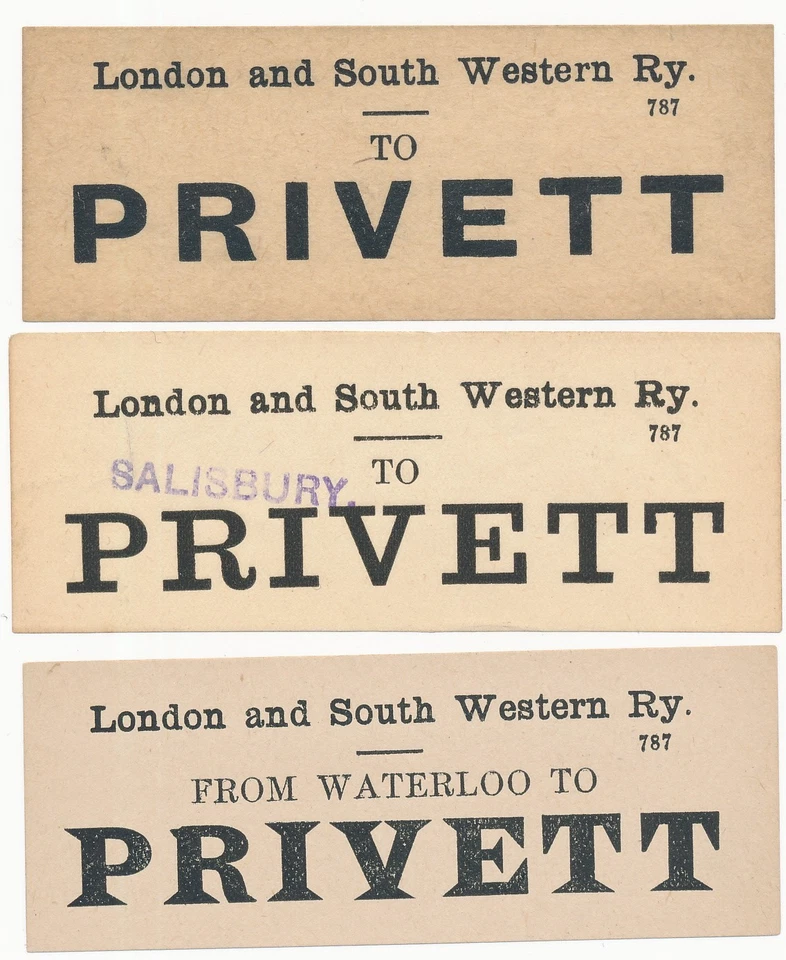 London and South Western Ry.
787
TO
PRIVETT
London and South Western Ry.
787
TO
SALISBURY.
PRIVETT
London and South Western Ry.
787
FROM WATERLOO TO
PRIVETT